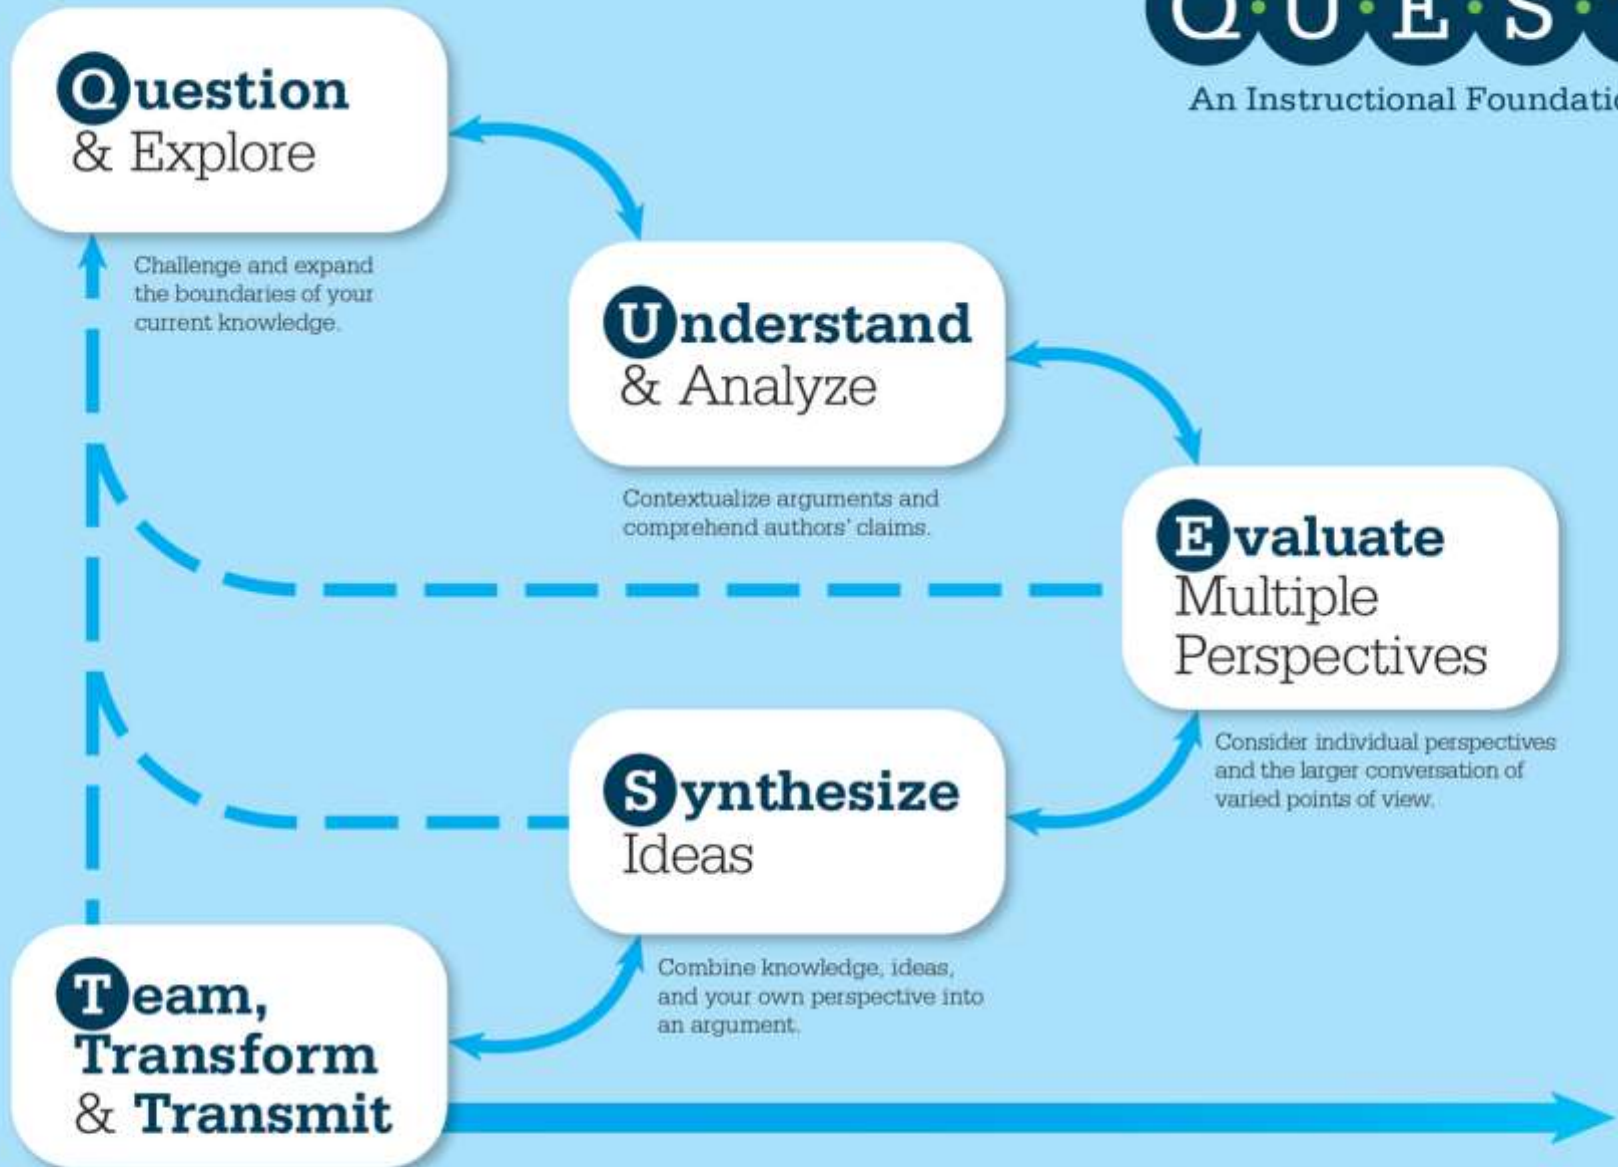 Q·U·E·S·
An Instructional
Question
& Explore
Challenge and expand
the boundaries of your
current knowledge.
Understand
& Analyze
Contextualize arguments and
comprehend authors' claims.
Evaluate
Multiple
Perspectives
Consider individual perspectives
and the larger conversation of
varied points of view.
Synthesize
Ideas
Combine knowledge, ideas,
and your own perspective into
an argument.
Team,
Transform
& Transmit